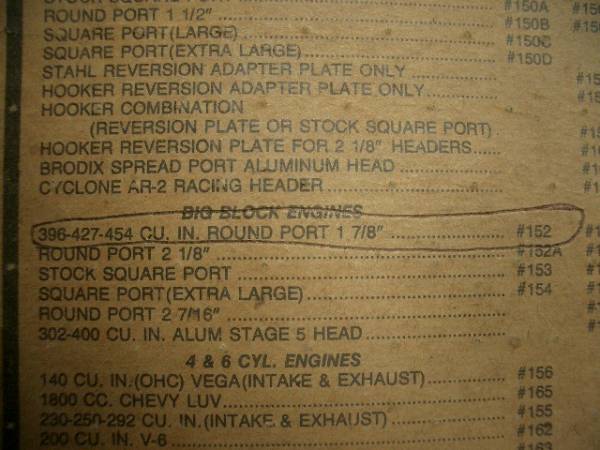 ROUND PORT 1 1/2" #150A
SQUARE PORT(LARGE) #150B
SQUARE PORT(EXTRA LARGE) #150C
STAHL REVERSION ADAPTER PLATE ONLY #150D
HOOKER REVERSION ADAPTER PLATE ONLY
HOOKER COMBINATION
(REVERSION PLATE OR STOCK SQUARE PORT)
HOOKER REVERSION PLATE FOR 2 1/8" HEADERS
BRODIX SPREAD PORT ALUMINUM HEAD
CYCLONE AR-2 RACING HEADER
BIG BLOCK ENGINES
396-427-454 CU. IN. ROUND PORT 1 7/8" #152
ROUND PORT 2 1/8" #152A
STOCK SQUARE PORT #153
SQUARE PORT(EXTRA LARGE) #154
ROUND PORT 2 7/16"
302-400 CU. IN. ALUM STAGE 5 HEAD
4 & 6 CYL. ENGINES
140 CU. IN.(OHC) VEGA(INTAKE & EXHAUST) #156
1800 CC. CHEVY LUV #165
230-250-292 CU. IN.(INTAKE & EXHAUST) #155
200 CU. IN. V-6 #162
#163